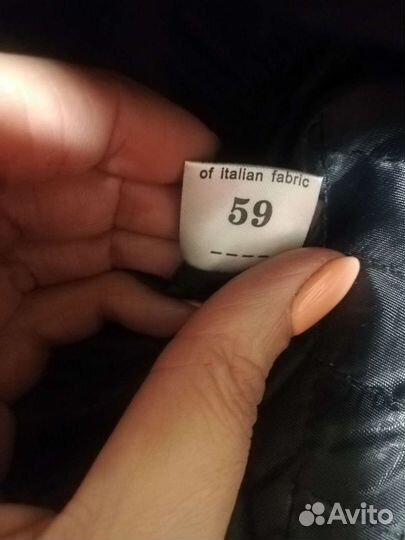 of italian fabric
59
-----
Avito